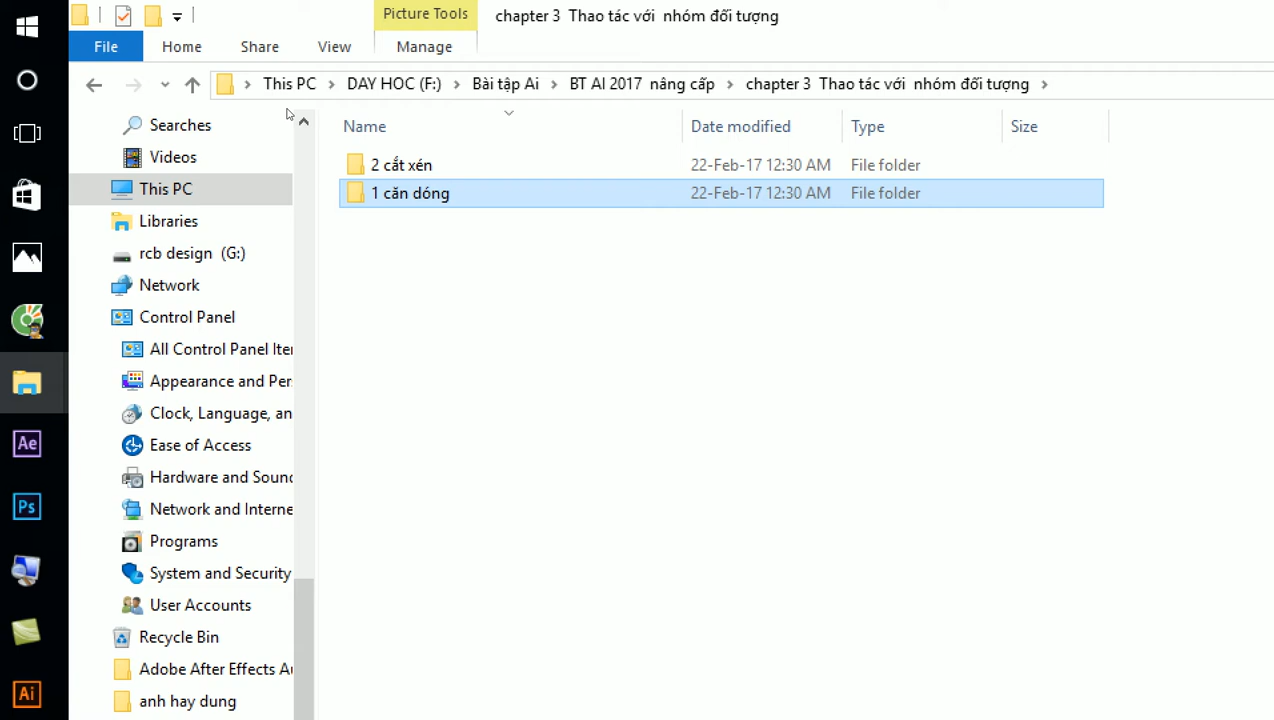 Picture Tools
chapter 3 Thao tác với nhóm đối tượng
File
Home
Share
View
Manage
This PC
DAY HOC (F:)
Bài tập Ai
BT AI 2017 nâng cấp
chapter 3 Thao tác với nhóm đối tượng
Name
Date modified
Type
Size
2 cắt xén
22-Feb-17 12:30 AM
File folder
1 căn dóng
22-Feb-17 12:30 AM
File folder
Searches
Videos
This PC
Libraries
rcb design (G:)
Network
Control Panel
All Control Panel Iter
Appearance and Per
Clock, Language, an
Ease of Access
Hardware and Sound
Network and Interne
Programs
System and Security
User Accounts
Recycle Bin
Adobe After Effects Au
anh hay dung
Ae
Ps
Ai